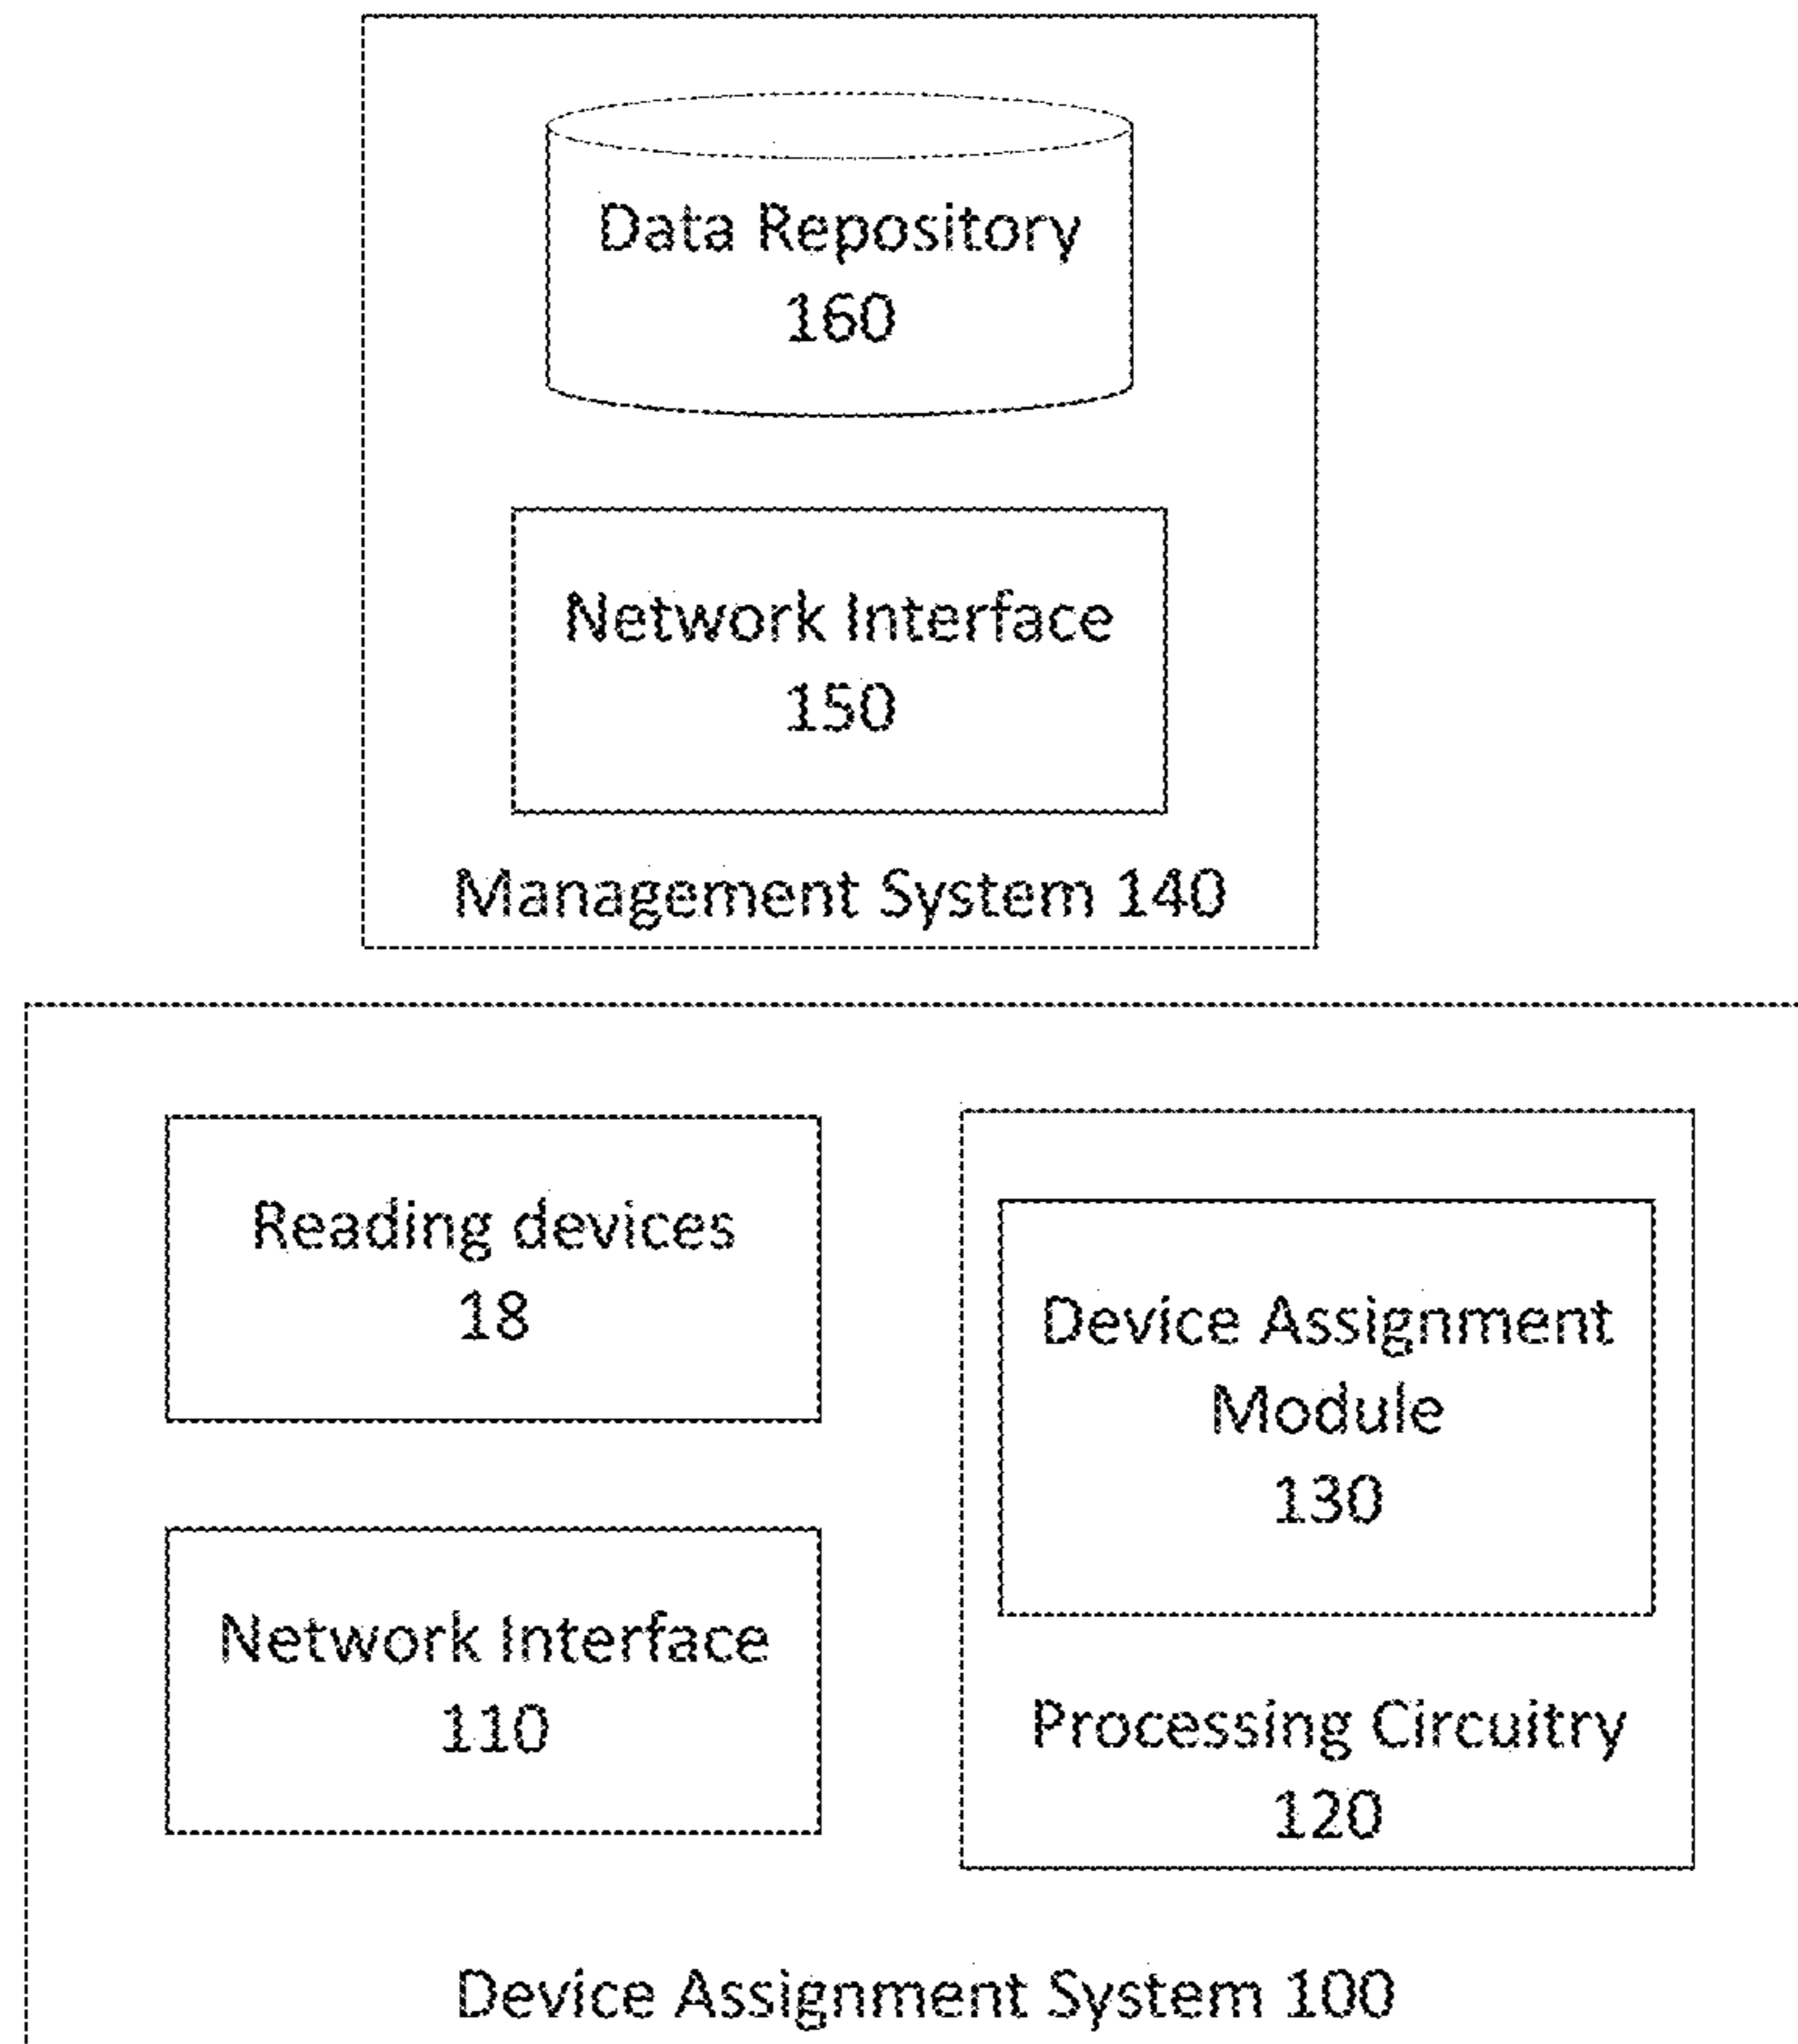 Data Repository
160
Network Interface
150
Management System 140
Reading devices
18
Network Interface
110
Device Assignment
Module
130
Processing Circuitry
120
Device Assignment System 100